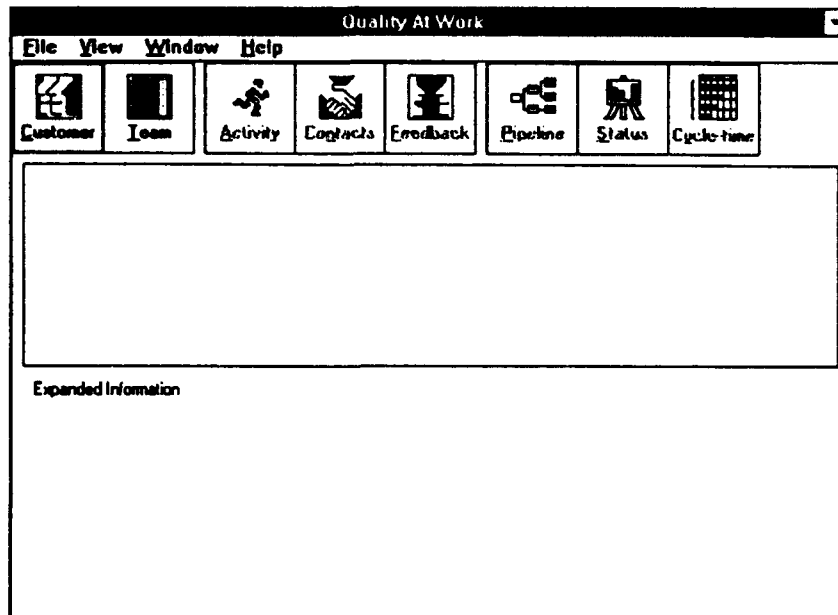 Quality At Work
File View Window Help
Customer Team Activity Contacts Feedback Pipeline Status Cycle-time
Expanded Information